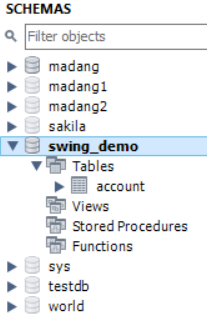 SCHEMAS
Filter objects
madang
madang1
madang2
sakila
swing_demo
Tables
account
Views
Stored Procedures
Functions
sys
testdb
world